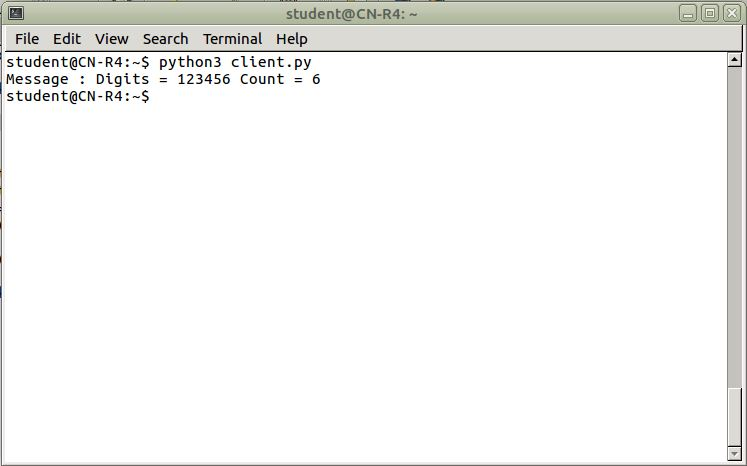 student@CN-R4: ~
File Edit View Search Terminal Help
student@CN-R4:~$ python3 client.py
Message : Digits = 123456 Count = 6
student@CN-R4:~$